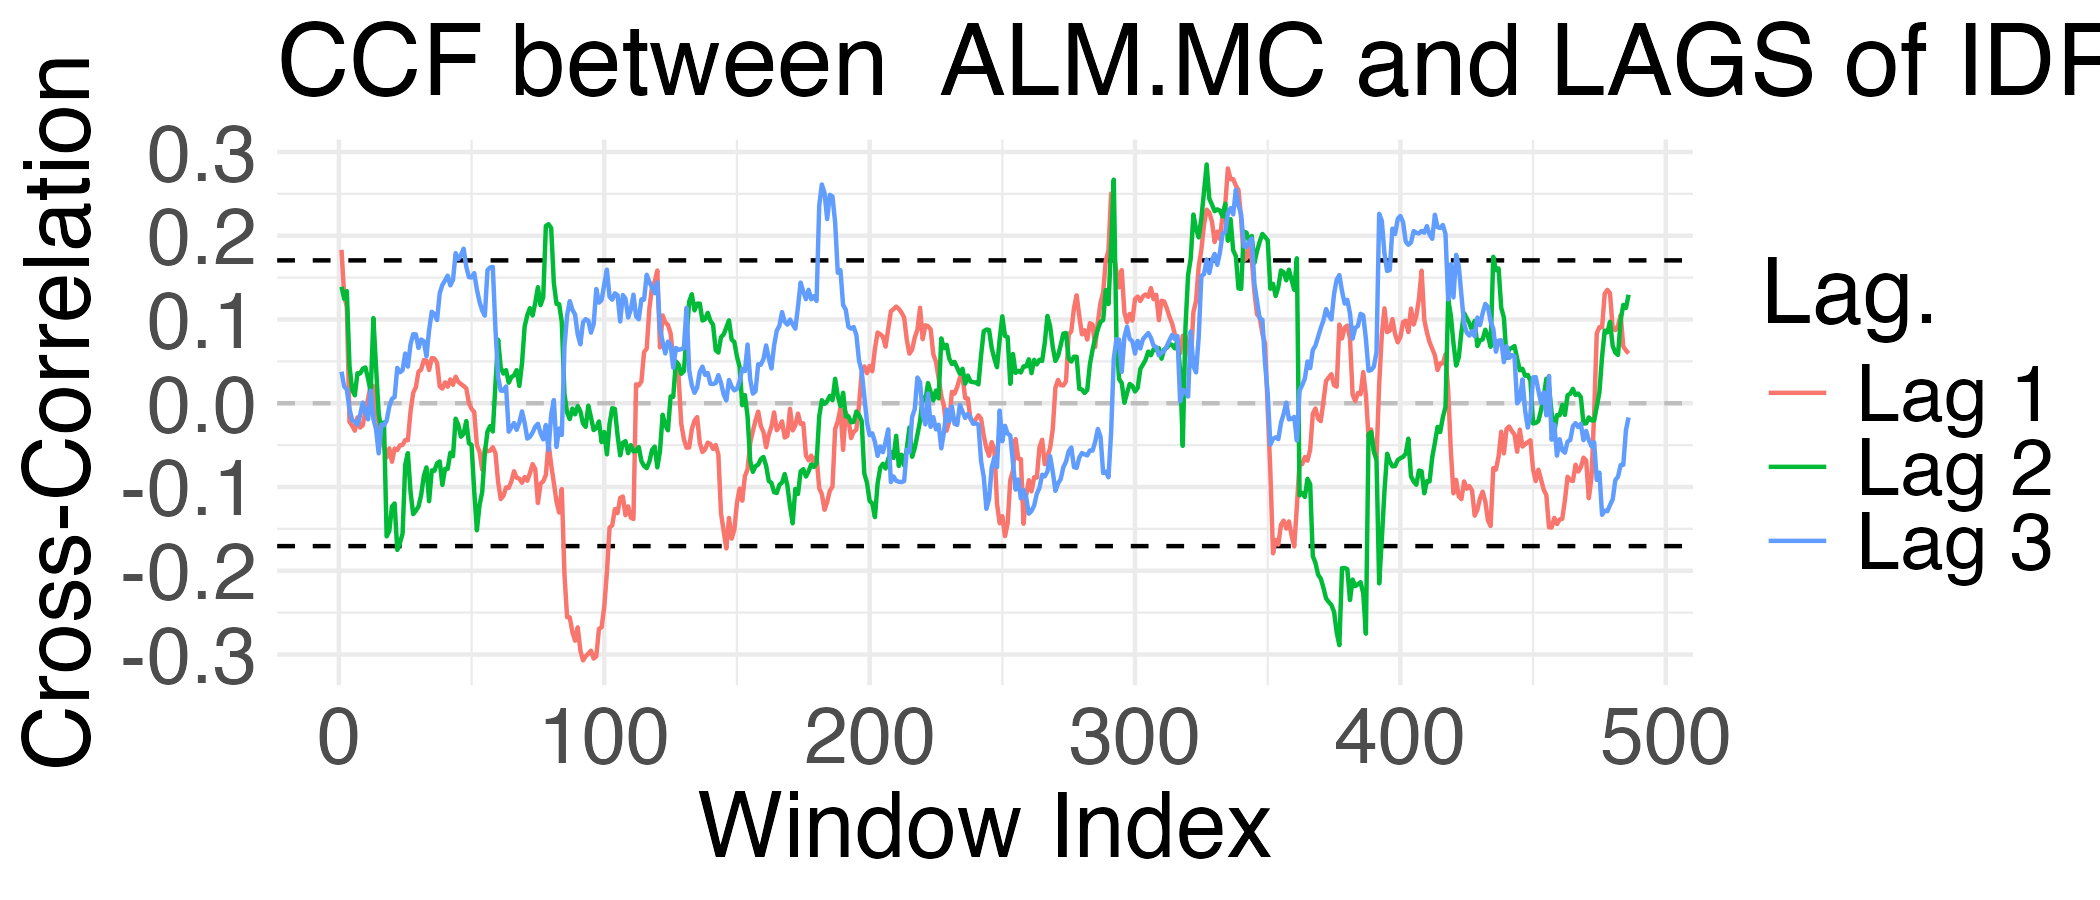 CCF between ALM.MC and LAGS of IDR
Cross-Correlation
0.3
0.2
0.1
0.0
-0.1
-0.2
-0.3
0 100 200 300 400 500
Window Index
Lag.
Lag 1
Lag 2
Lag 3